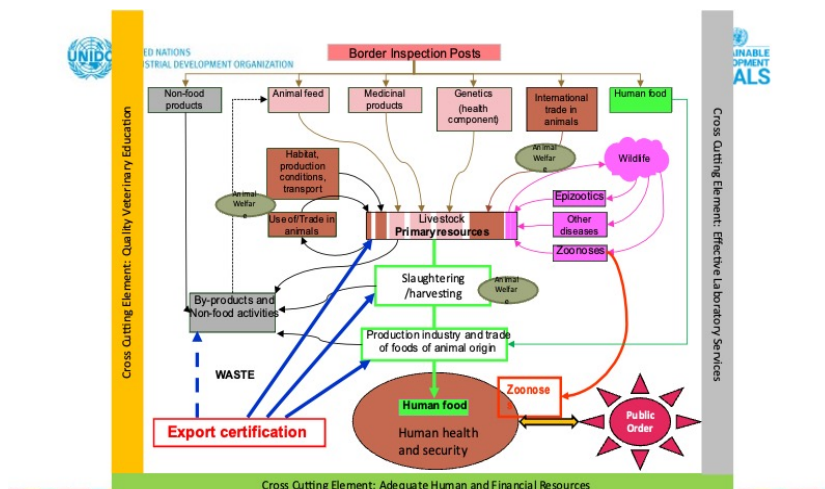 Border Inspection Posts
UNIDO
ED NATIONS
STRIAL DEVELOPMENT ORGANIZATION
AINABLE
OPMENT
ALS
Non-food
products
Animal feed
Medicinal
products
Genetics
(health
component)
International
trade in
animals
Human food
Animal
Welfar
e
Wildlife
Habitat,
production
conditions,
transport
Animal
Welfar
e
Use of/Trade in
animals
Livestock
Primary resources
Epizootics
Other
diseases
Zoonoses
Slaughtering
/harvesting
Animal
Welfar
e
By-products and
Non-food activities
Production industry and trade
of foods of animal origin
WASTE
Zoonose
s
Human food
Public
Order
Export certification
Human health
and security
Cross Cutting Element: Quality Veterinary Education
Cross Cutting Element: Effective Laboratory Services
Cross Cutting Element: Adequate Human and Financial Resources